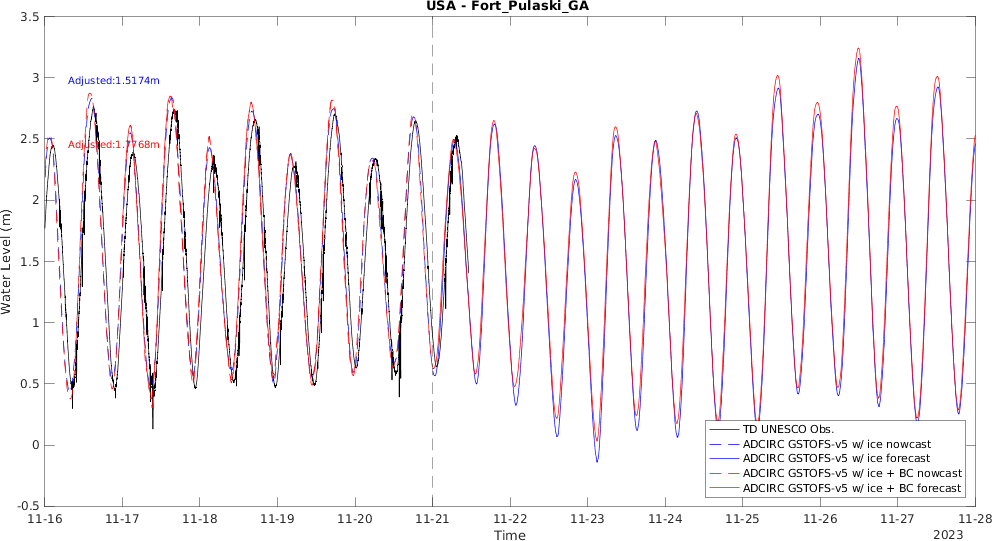 USA - Fort_Pulaski_GA
3.5
3
2.5
2
1.5
1
0.5
0
-0.5
Water Level (m)
Adjusted:1.5174m
Adjusted:1.7768m
TD UNESCO Obs.
ADCIRC GSTOFS-v5 w/ ice nowcast
ADCIRC GSTOFS-v5 w/ ice forecast
ADCIRC GSTOFS-v5 w/ ice + BC nowcast
ADCIRC GSTOFS-v5 w/ ice + BC forecast
11-16 11-17 11-18 11-19 11-20 11-21 11-22 11-23 11-24 11-25 11-26 11-27 11-28
Time
2023